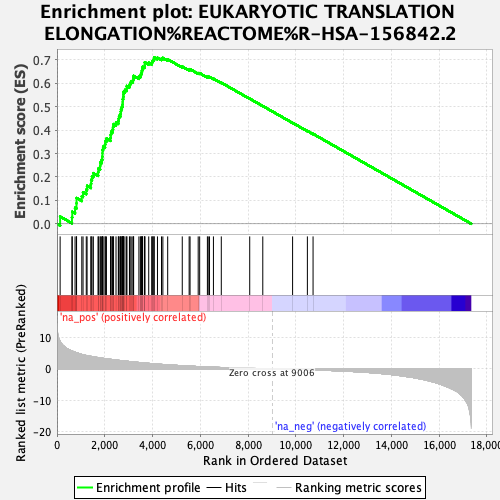 Enrichment plot: EUKARYOTIC TRANSLATION
ELONGATION%REACTOME%R-HSA-156842.2
Enrichment score (ES)
0.7
0.6
0.5
0.4
0.3
0.2
0.1
0.0
'na_pos' (positively correlated)
Ranked list metric (PreRanked)
10
5
0
-5
-10
-15
-20
Zero cross at 9006
'na_neg' (negatively correlated)
0 2,000 4,000 6,000 8,000 10,000 12,000 14,000 16,000 18,000
Rank in Ordered Dataset
Enrichment profile Hits Ranking metric scores